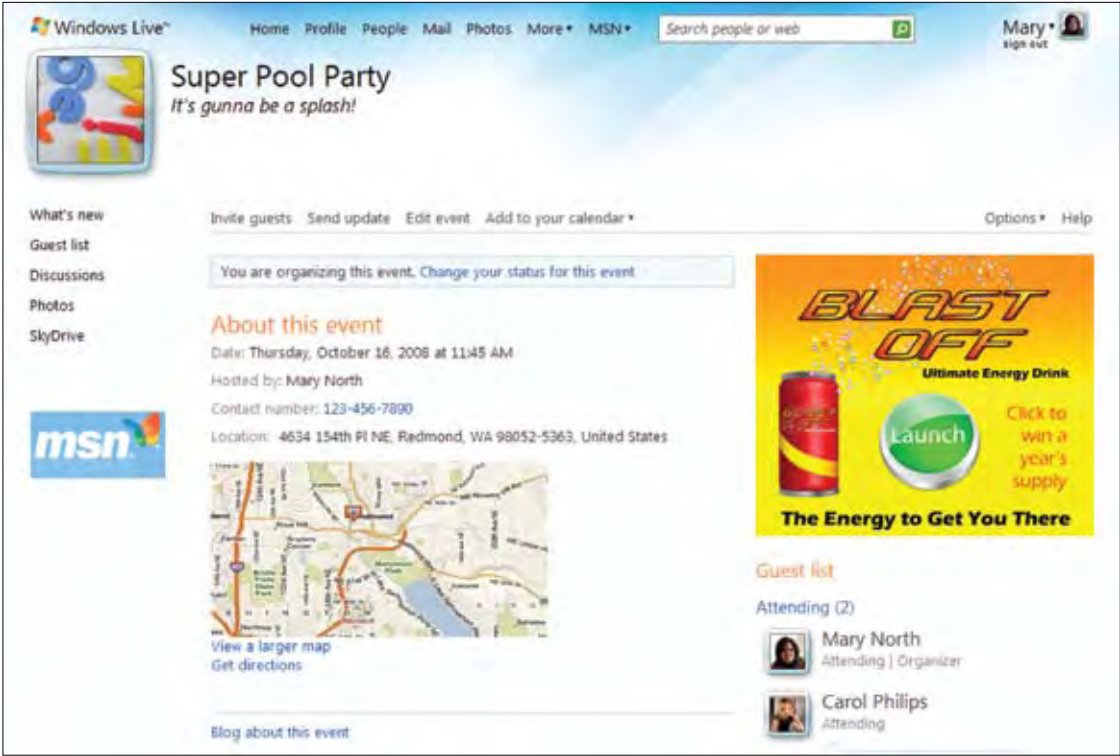 Windows Live™
Home Profile People Mail Photos More MSN
Search people or web
Mary
sign out
Super Pool Party
It's gunna be a splash!
What's new
Guest list
Discussions
Photos
SkyDrive
msn
Invite guests Send update Edit event Add to your calendar
Options Help
You are organizing this event. Change your status for this event
About this event
Date: Thursday, October 16, 2008 at 11:45 AM
Hosted by: Mary North
Contact number: 123-456-7890
Location: 4634 154th Pl NE, Redmond, WA 98052-5363, United States
View a larger map
Get directions
Blog about this event
BLAST
OFF
Ultimate Energy Drink
Launch
Click to
win a
year's
supply
The Energy to Get You There
Guest list
Attending (2)
Mary North
Attending | Organizer
Carol Philips
Attending